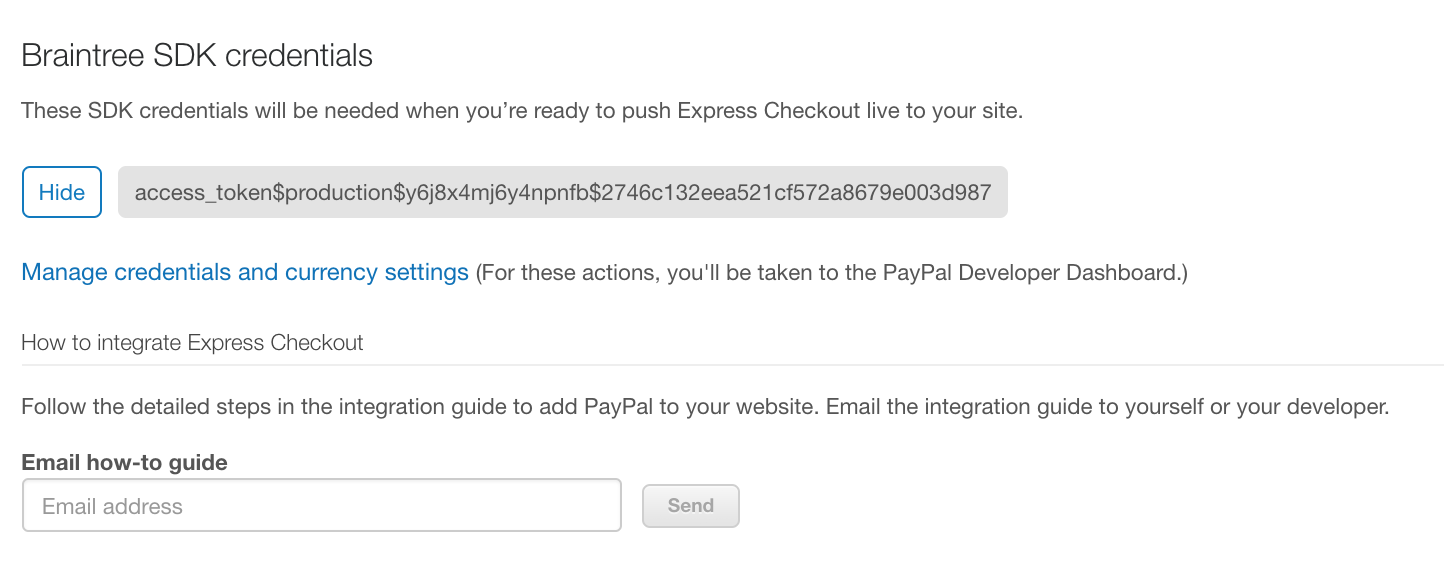 Braintree SDK credentials
These SDK credentials will be needed when you’re ready to push Express Checkout live to your site.
Hide access_token$production$y6j8x4mj6y4npnfb$2746c132eea521cf572a8679e003d987
Manage credentials and currency settings (For these actions, you'll be taken to the PayPal Developer Dashboard.)
How to integrate Express Checkout
Follow the detailed steps in the integration guide to add PayPal to your website. Email the integration guide to yourself or your developer.
Email how-to guide
Email address Send